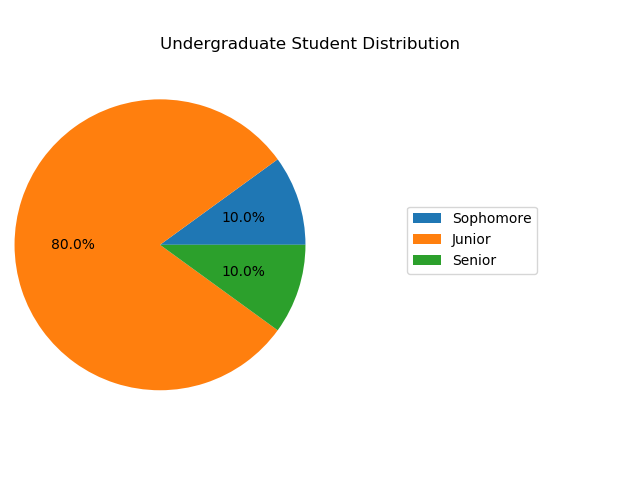 Undergraduate Student Distribution
10.0%
80.0%
10.0%
Sophomore
Junior
Senior